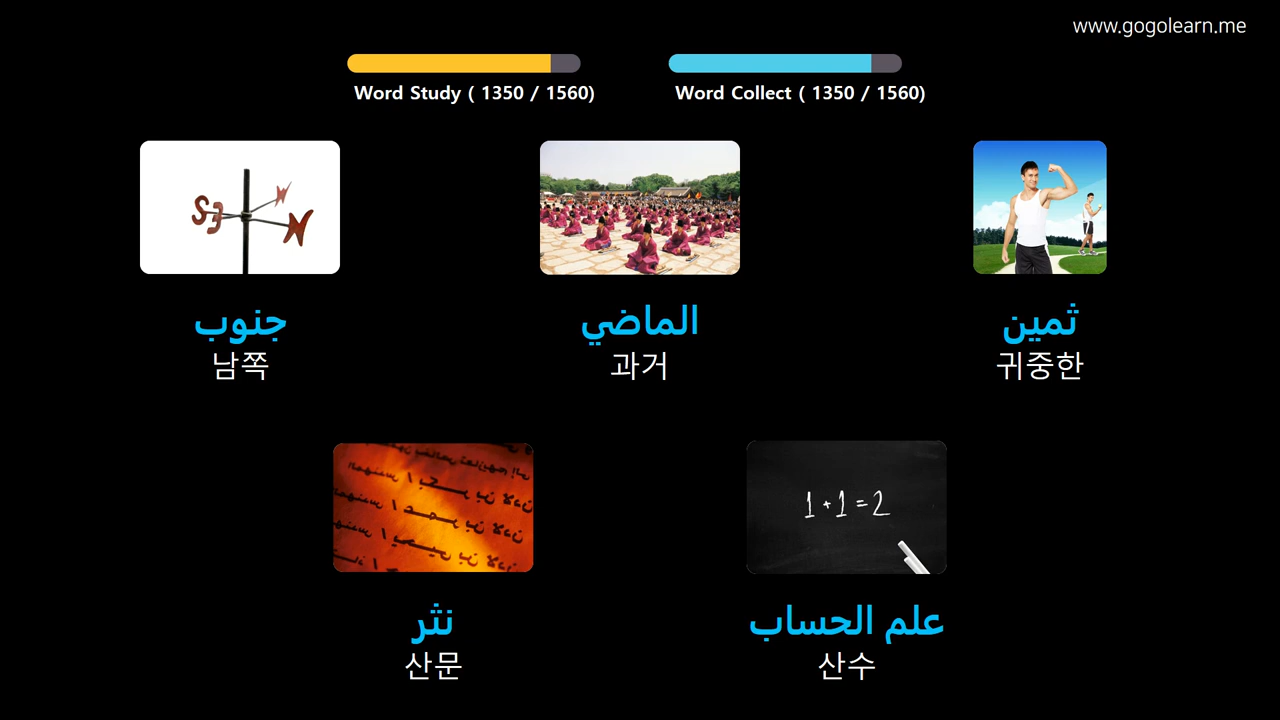 www.gogolearn.me
Word Study ( 1350 / 1560)
Word Collect ( 1350 / 1560)
جنوب
남쪽
الماضي
과거
ثمين
귀중한
نثر
산문
1+1=2
علم الحساب
산수